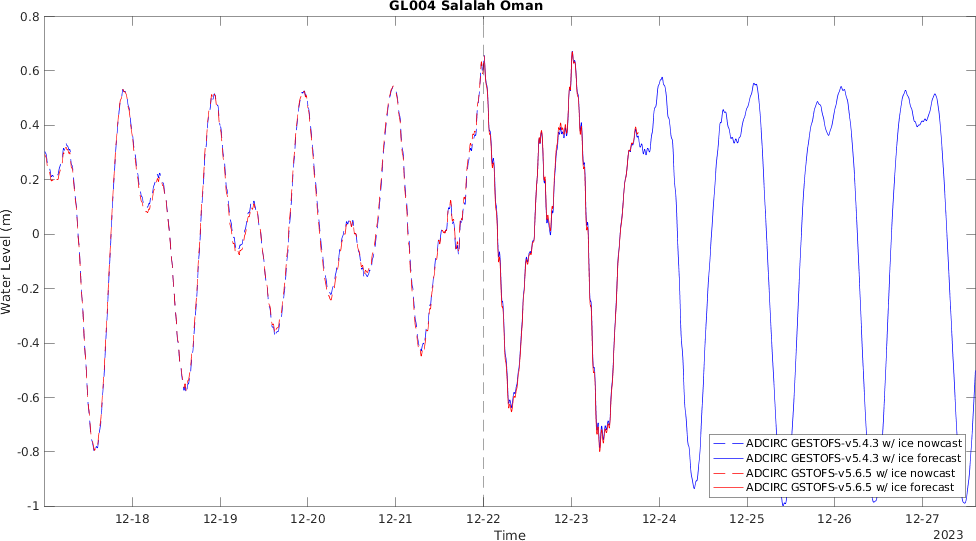 GL004 Salalah Oman
0.8
0.6
0.4
0.2
0
-0.2
-0.4
-0.6
-0.8
-1
Water Level (m)
ADCIRC GESTOFS-v5.4.3 w/ ice nowcast
ADCIRC GESTOFS-v5.4.3 w/ ice forecast
ADCIRC GSTOFS-v5.6.5 w/ ice nowcast
ADCIRC GSTOFS-v5.6.5 w/ ice forecast
12-18 12-19 12-20 12-21 12-22 12-23 12-24 12-25 12-26 12-27
Time
2023